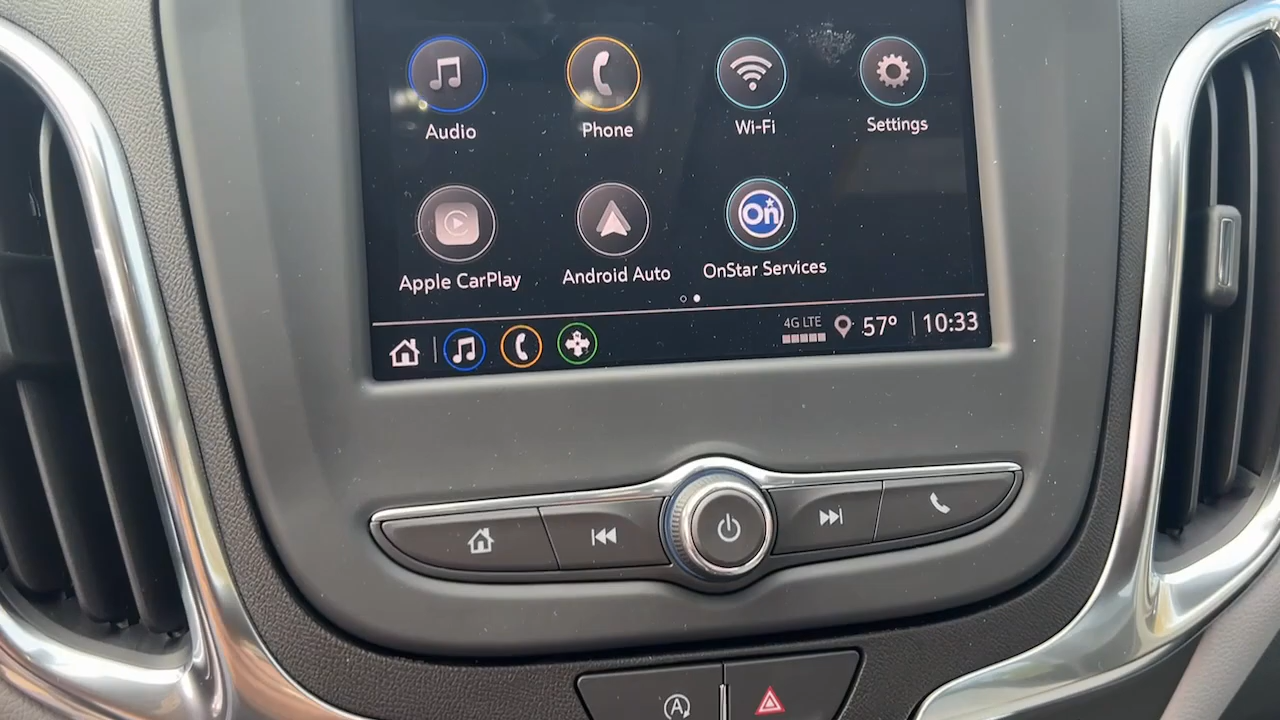 Audio
Phone
Wi-Fi
Settings
Apple CarPlay
Android Auto
On
OnStar Services
4G LTE
57°
10:33
A